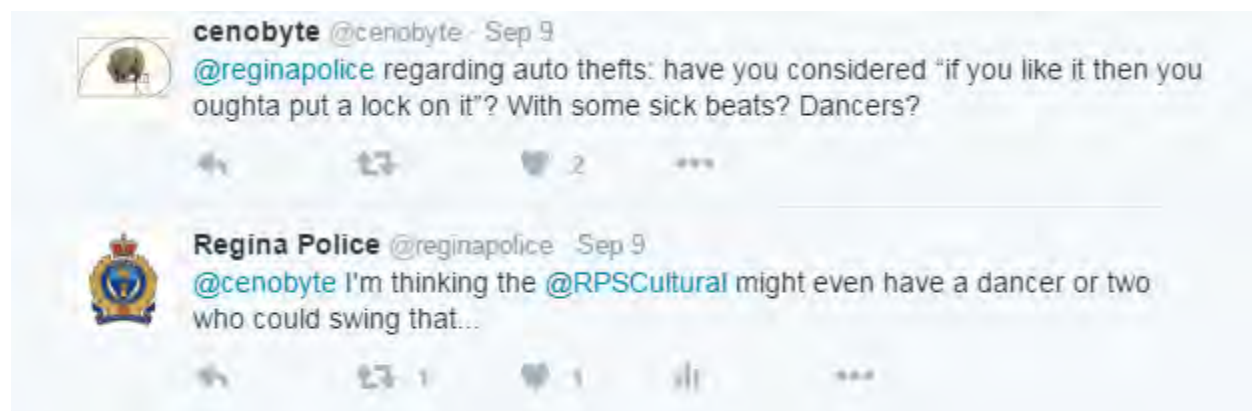 cenobyte @cenobyte · Sep 9
@reginapolice regarding auto thefts: have you considered “if you like it then you
oughta put a lock on it”? With some sick beats? Dancers?
2
Regina Police @reginapolice · Sep 9
@cenobyte I'm thinking the @RPSCultural might even have a dancer or two
who could swing that...
1 1